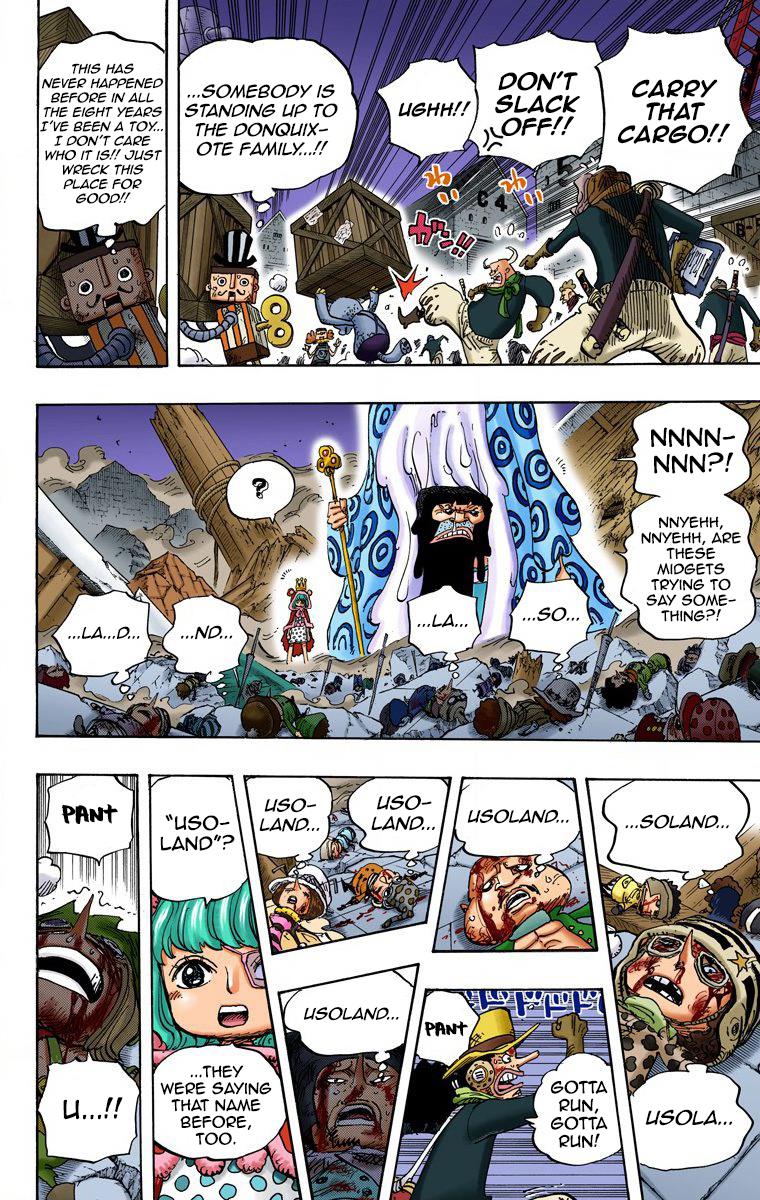 CARRY
THAT
CARGO!!
DON'T
SLACK
OFF!!
UGHH!!
5
C 4
ガン!!
...SOMEBODY IS
STANDING UP TO
THE DONQUIX-
OTE FAMILY...!!
THIS HAS
NEVER HAPPENED
BEFORE IN ALL
THE EIGHT YEARS
I'VE BEEN A TOY...
I DON'T CARE
WHO IT IS!! JUST
WRECK THIS
PLACE FOR
GOOD!!
NNNN-
NNN?!
NNYEHH,
NNYEHH, ARE
THESE
MIDGETS
TRYING TO
SAY SOME-
THING?!
?
...SO...
...LA...
...ND...
...LA...D...
...SOLAND...
USOLA...
USOLAND...
USO-
LAND...
USO-
LAND...
PANT
GOTTA
RUN,
GOTTA
RUN!
USOLAND...
"USO-
LAND"?
...THEY
WERE SAYING
THAT NAME
BEFORE,
TOO.
PANT
U...!!